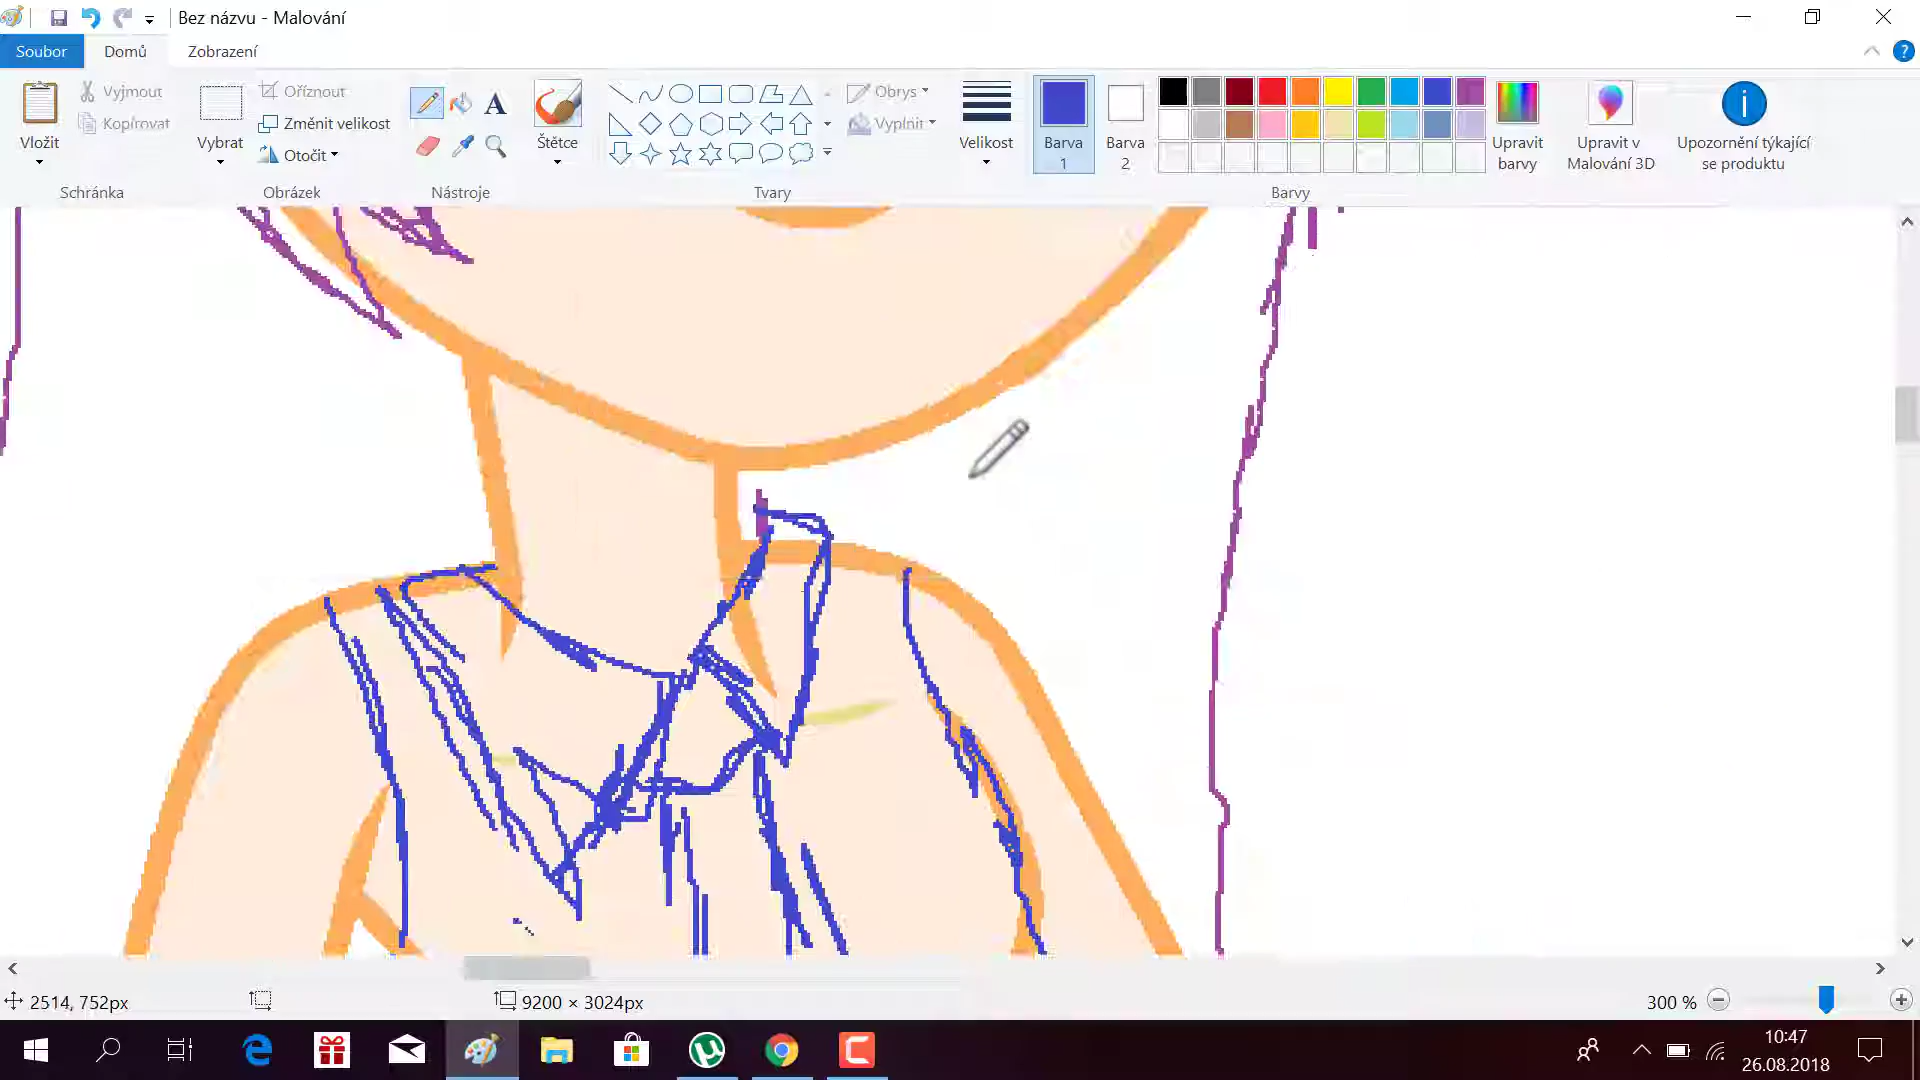 Bez názvu - Malování
Soubor
Domů
Zobrazení
Vložit
Vyjmout
Kopírovat
Schránka
Vybrat
Oříznout
Změnit velikost
Otočit
Obrázek
A
Nástroje
Štětce
Obrys
Vyplnit
Tvary
Velikost
Barva
1
Barva
2
Upravit
barvy
Barvy
Upravit v
Malování 3D
Upozornění týkající
se produktu
2514, 752px
9200 × 3024px
300 %
10:47
26.08.2018